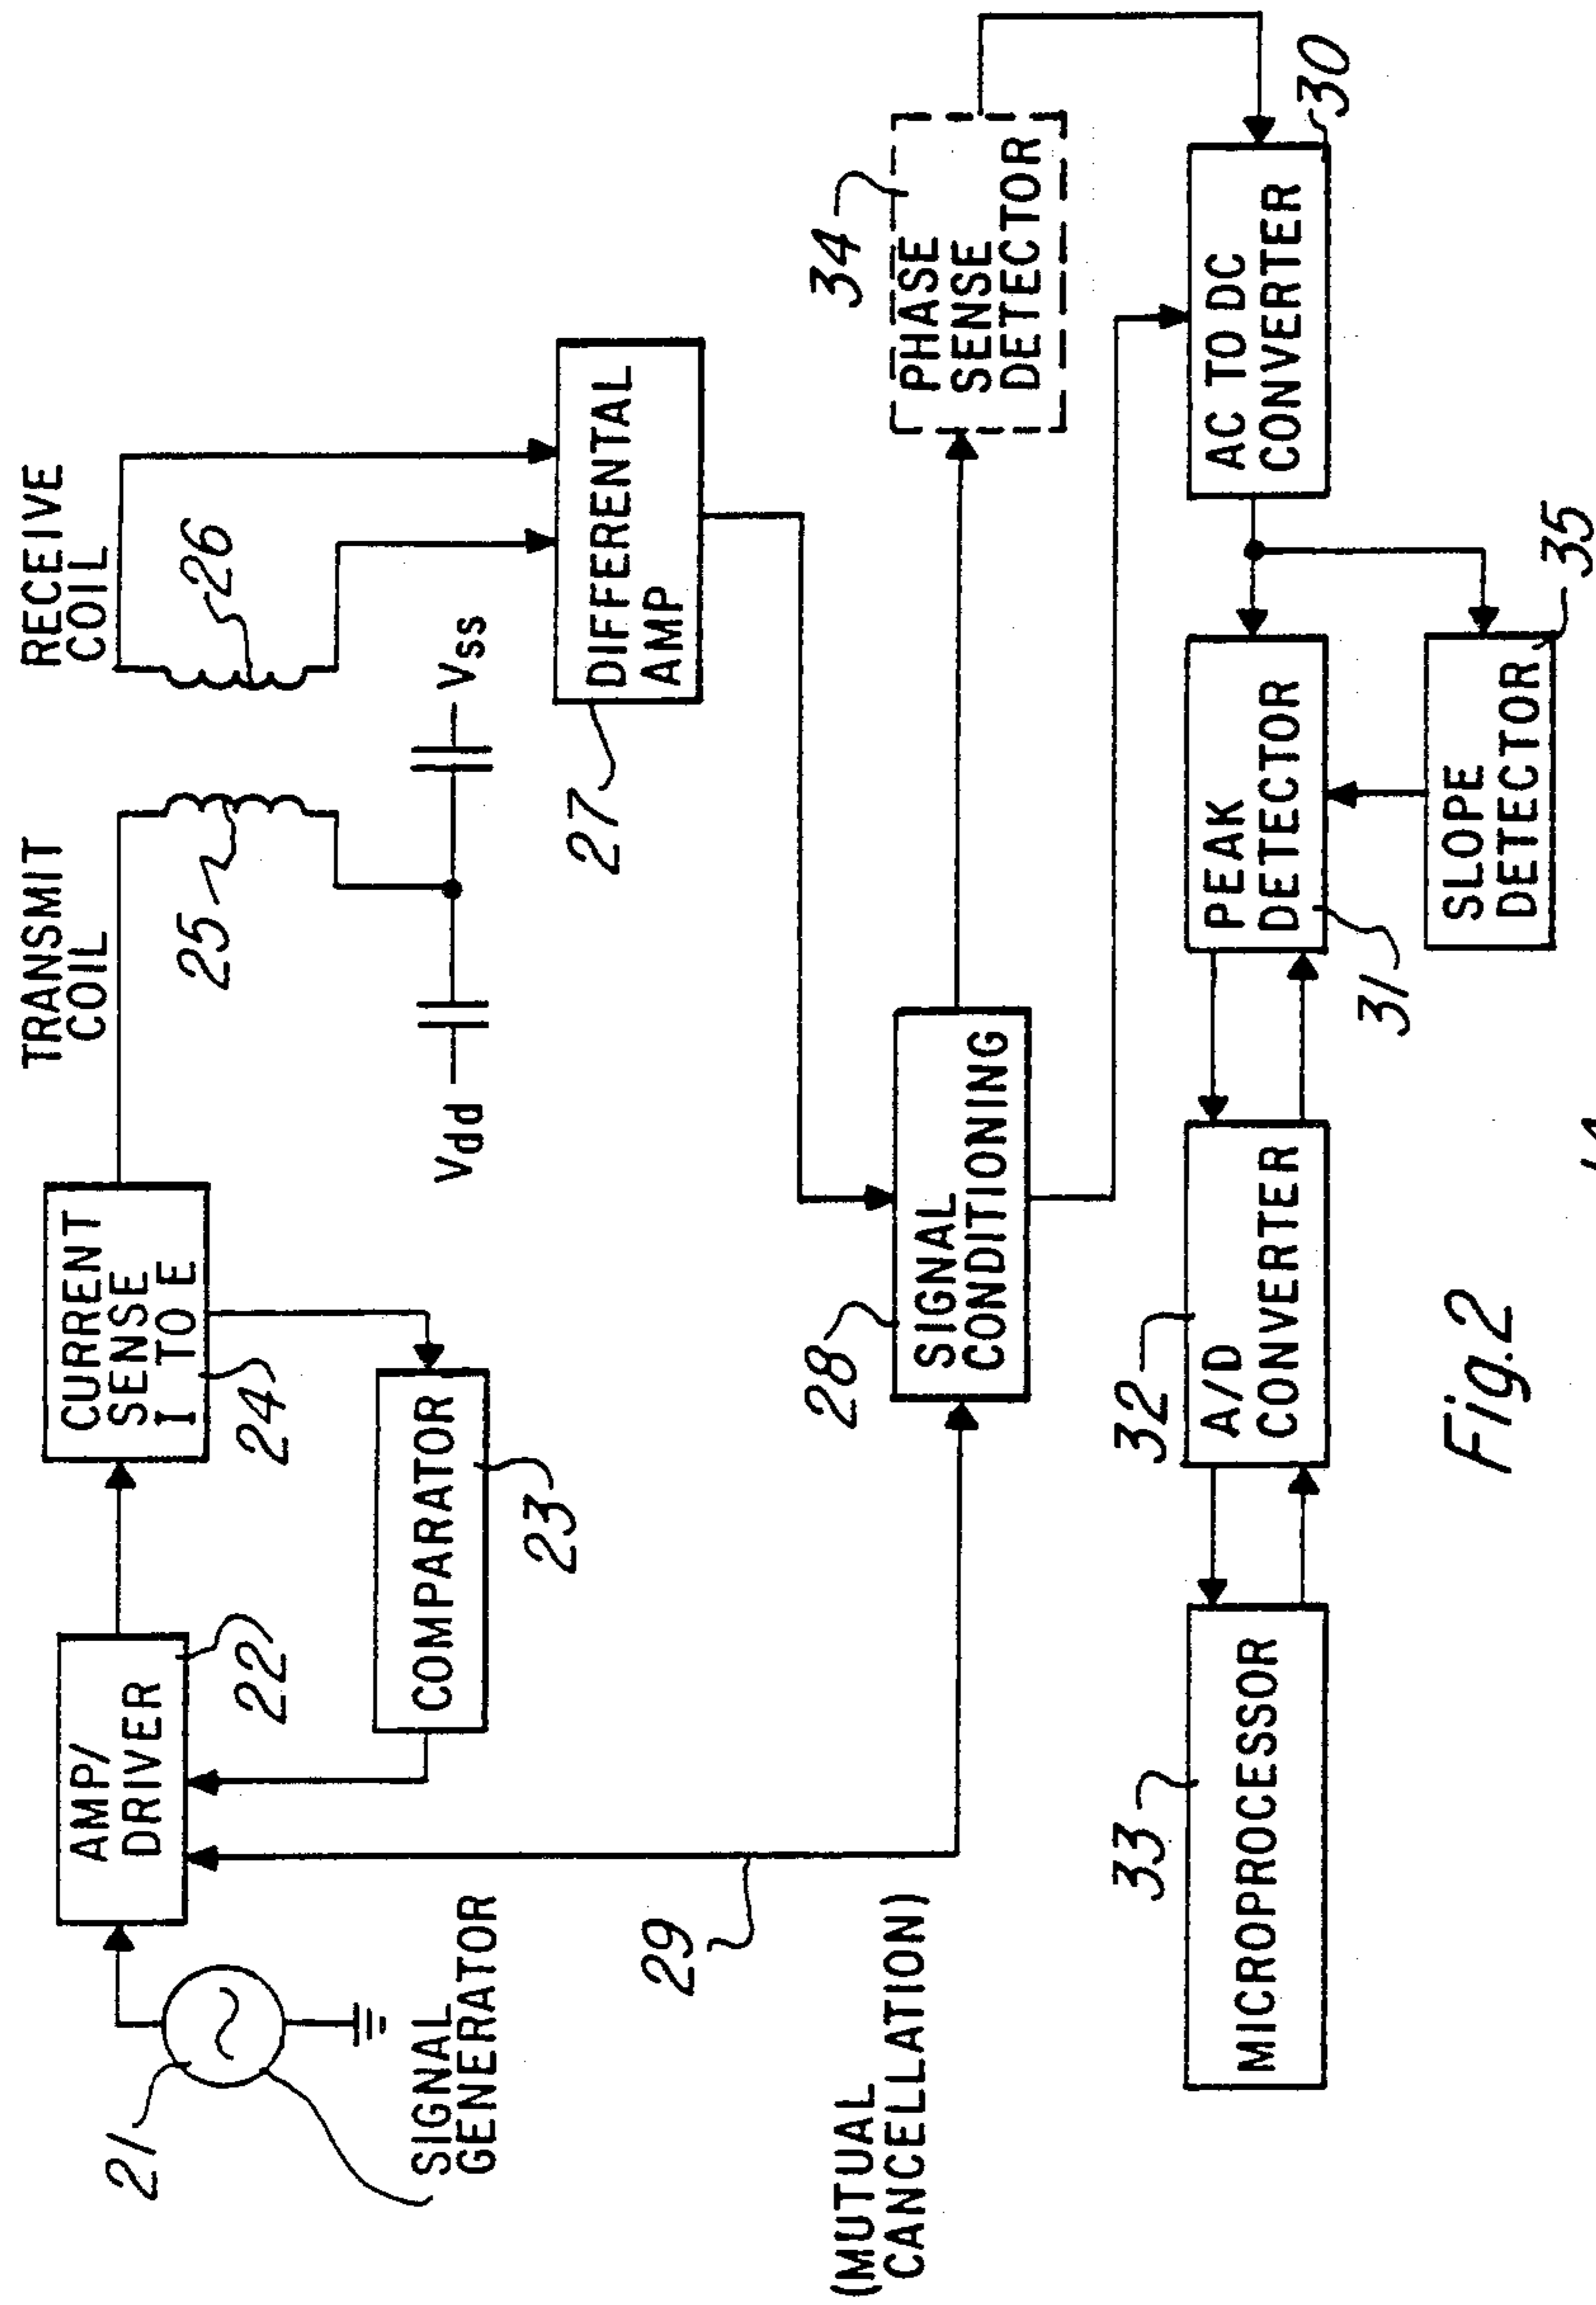 TRANSMIT
COIL
RECEIVE
COIL
21
SIGNAL
GENERATOR
AMP/
DRIVER
22
CURRENT
SENSE
I TO E
24
COMPARATOR
23
25
26
Vdd
Vss
DIFFERENTAL
AMP
27
29
(MUTUAL
CANCELLATION)
28
SIGNAL
CONDITIONING
34
PHASE
SENSE
DETECTOR
33
MICROPROCESSOR
32
A/D
CONVERTER
PEAK
DETECTOR
31
AC TO DC
CONVERTER
30
SLOPE
DETECTOR
35
Fig.2